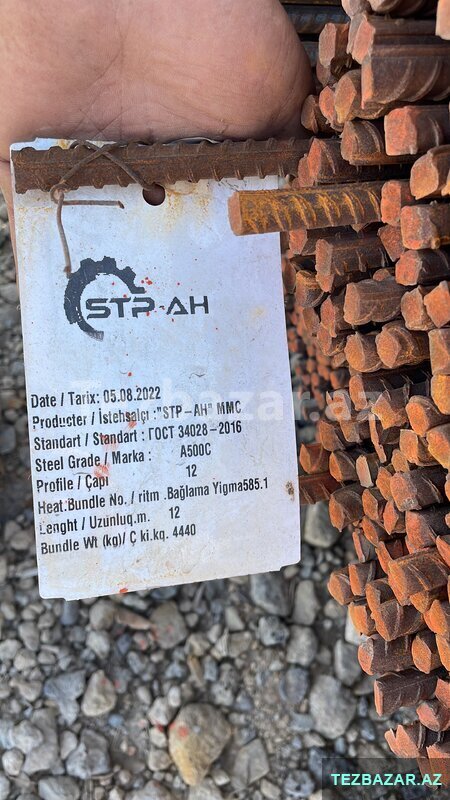 STP-AH
Date / Tarix: 05.08.2022
Producter / İstehsalçı :"STP-AH" MMC
Standart / Standart : ГОСТ 34028-2016
Steel Grade / Marka : A500C
Profile / Çapı 12
Heat:Bundle No. / ritm .Bağlama Yigma585.1
Lenght / Uzunluq.m. 12
Bundle Wt (kg)/ Ç ki.kq. 4440
Tezbazar.az
TEZBAZAR.AZ